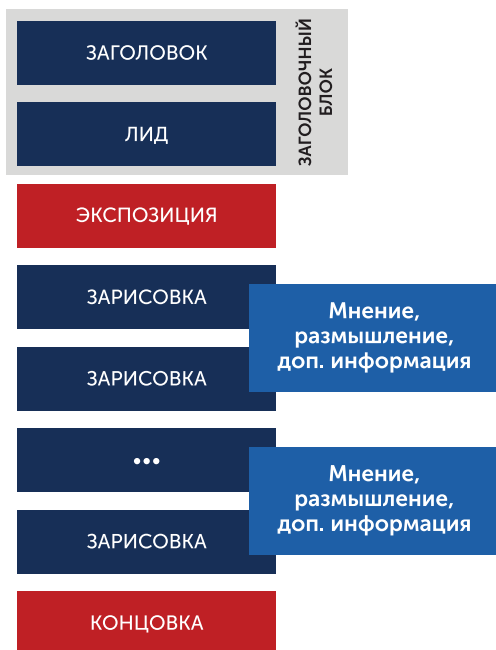 ЗАГОЛОВОК
ЛИД
ЗАГОЛОВОЧНЫЙ
БЛОК
ЭКСПОЗИЦИЯ
ЗАРИСОВКА
Мнение,
размышление,
доп. информация
ЗАРИСОВКА
...
Мнение,
размышление,
доп. информация
ЗАРИСОВКА
КОНЦОВКА